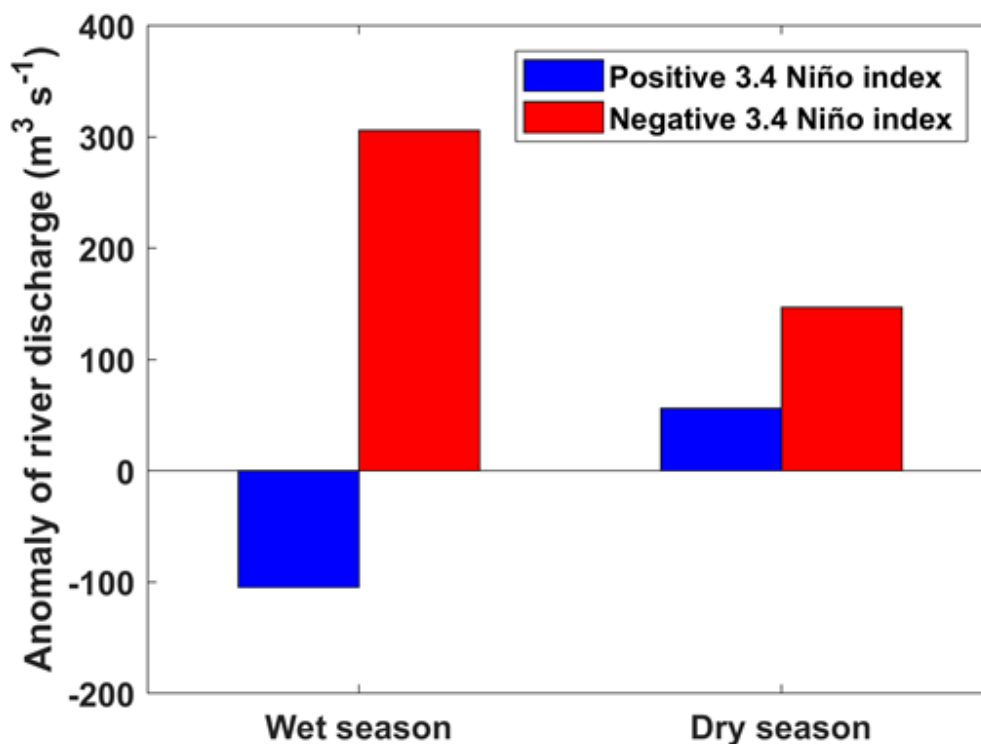 Anomaly of river discharge (m³ s⁻¹)
400
300
200
100
0
-100
-200
Positive 3.4 Niño index
Negative 3.4 Niño index
Wet season
Dry season